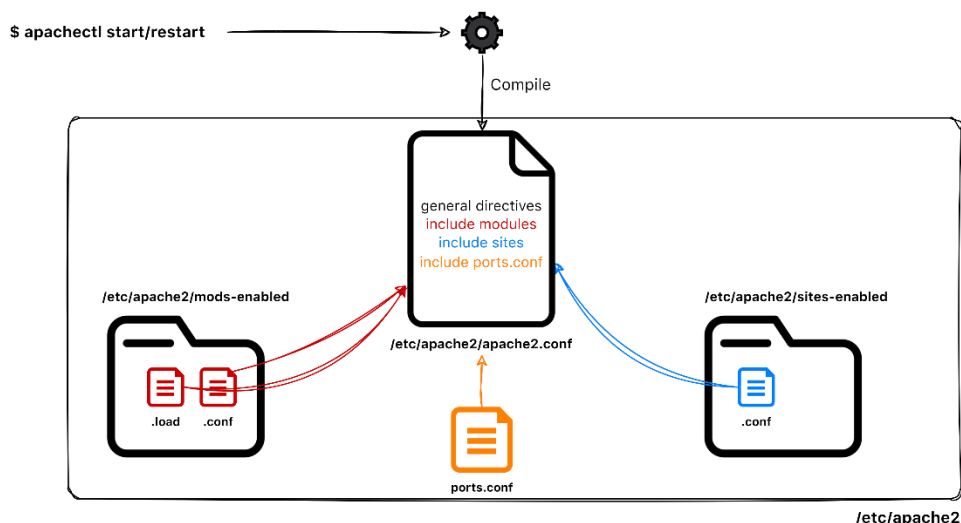 $ apachectl start/restart
Compile
general directives
include modules
include sites
include ports.conf
/etc/apache2/mods-enabled
/etc/apache2/sites-enabled
/etc/apache2/apache2.conf
.load
.conf
.conf
ports.conf
/etc/apache2